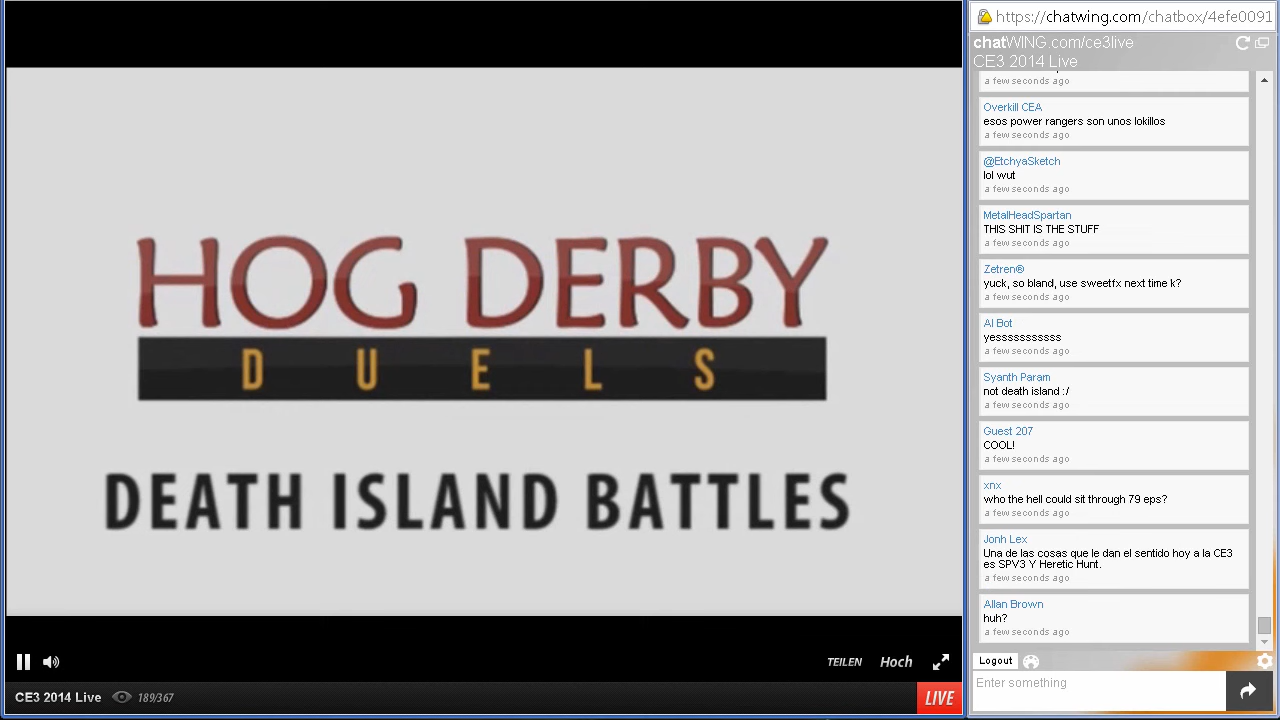 HOG DERBY
DUELS
DEATH ISLAND BATTLES
TEILEN
Hoch
CE3 2014 Live
189/367
LIVE
https://chatwing.com/chatbox/4efe0091
chatWING.com/ce3live
CE3 2014 Live
a few seconds ago
Overkill CEA
esos power rangers son unos lokillos
a few seconds ago
@EtchyaSketch
lol wut
a few seconds ago
MetalHeadSpartan
THIS SHIT IS THE STUFF
a few seconds ago
Zetren®
yuck, so bland, use sweetfx next time k?
a few seconds ago
Al Bot
yesssssssssss
a few seconds ago
Syanth Param
not death island :/
a few seconds ago
Guest 207
COOL!
a few seconds ago
xnx
who the hell could sit through 79 eps?
a few seconds ago
Jonh Lex
Una de las cosas que le dan el sentido hoy a la CE3
es SPV3 Y Heretic Hunt.
a few seconds ago
Allan Brown
huh?
a few seconds ago
Logout
Enter something